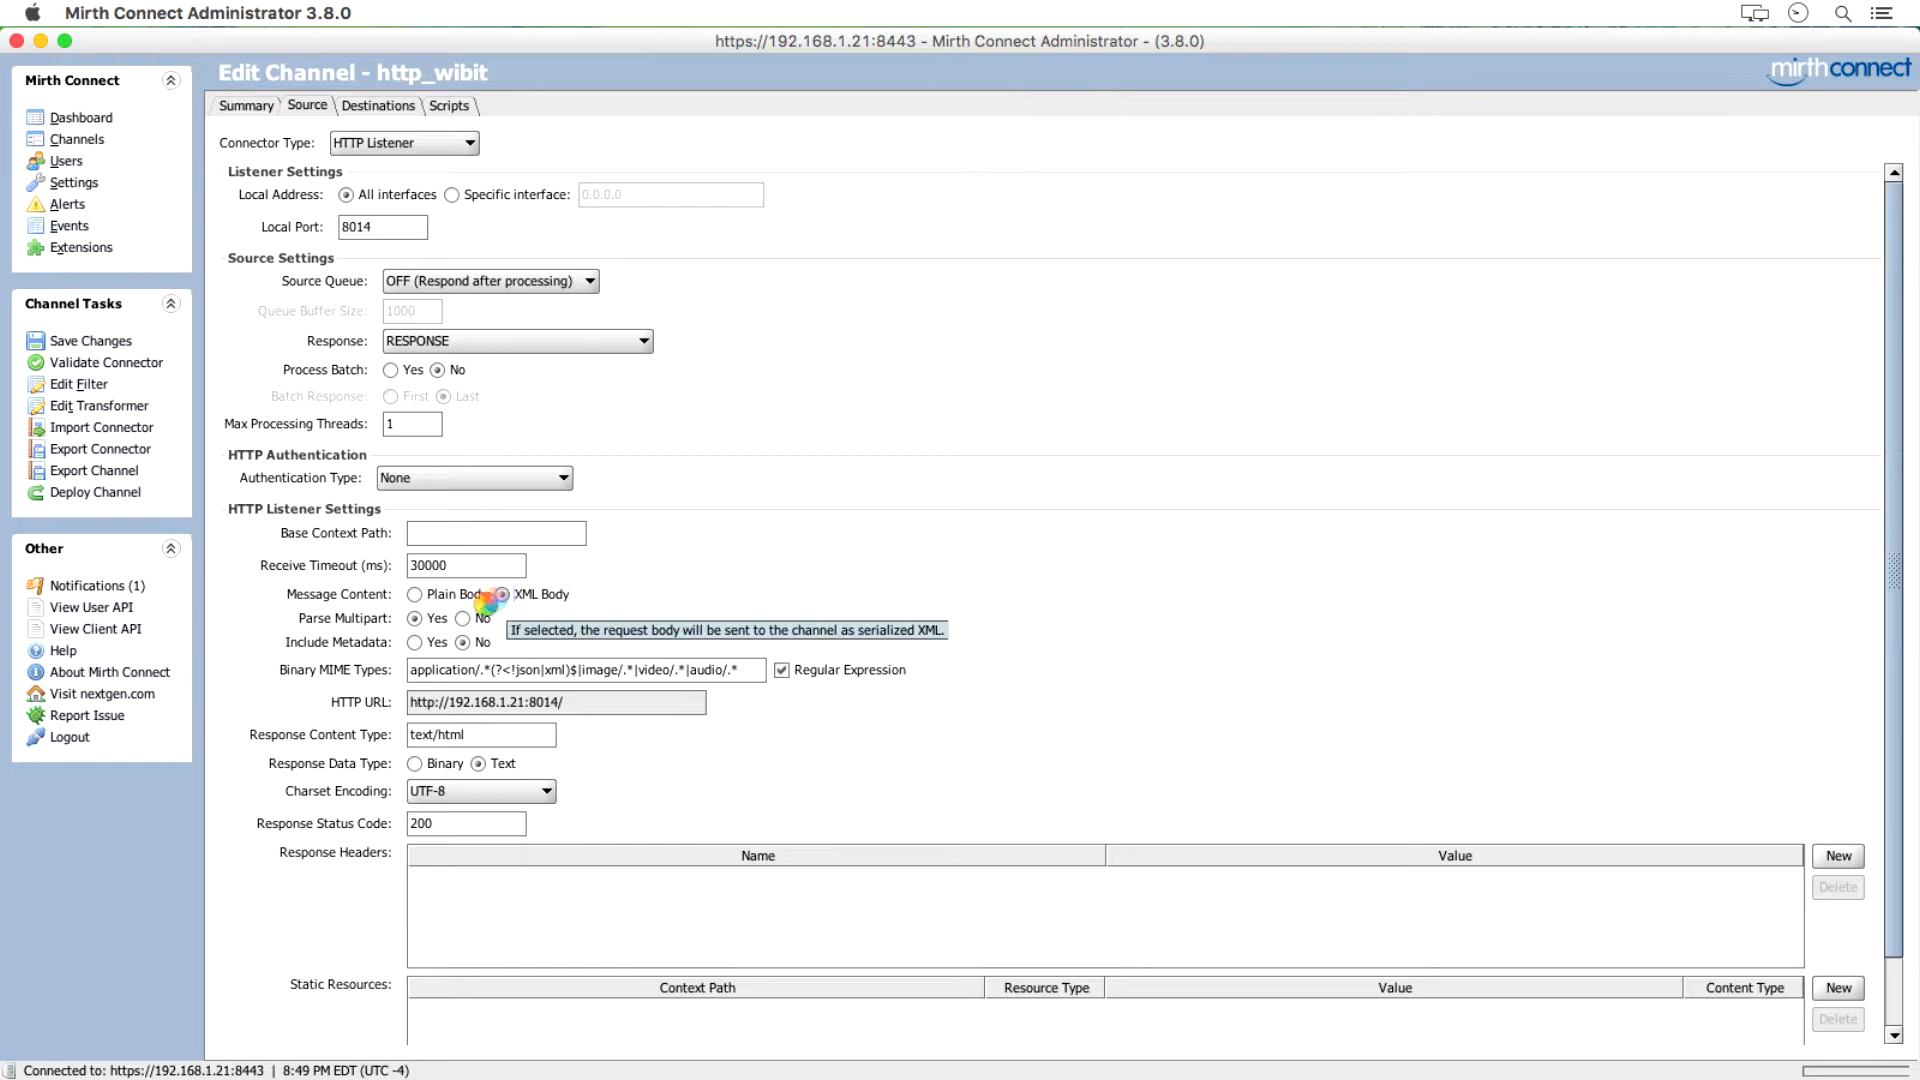 Mirth Connect Administrator 3.8.0
https://192.168.1.21:8443 - Mirth Connect Administrator - (3.8.0)
Mirth Connect
Dashboard
Channels
Users
Settings
Alerts
Events
Extensions
Channel Tasks
Save Changes
Validate Connector
Edit Filter
Edit Transformer
Import Connector
Export Connector
Export Channel
Deploy Channel
Other
Notifications (1)
View User API
View Client API
Help
About Mirth Connect
Visit nextgen.com
Report Issue
Logout
Edit Channel - http_wibit
mirthconnect
Summary Source Destinations Scripts
Connector Type: HTTP Listener
Listener Settings
Local Address: All interfaces Specific interface: 0.0.0.0
Local Port: 8014
Source Settings
Source Queue: OFF (Respond after processing)
Queue Buffer Size: 1000
Response: RESPONSE
Process Batch: Yes No
Batch Response: First Last
Max Processing Threads: 1
HTTP Authentication
Authentication Type: None
HTTP Listener Settings
Base Context Path:
Receive Timeout (ms): 30000
Message Content: Plain Body XML Body
Parse Multipart: Yes No
If selected, the request body will be sent to the channel as serialized XML.
Include Metadata: Yes No
Binary MIME Types: application/.*(?<!json|xml)$|image/.*|video/.*|audio/.* Regular Expression
HTTP URL: http://192.168.1.21:8014/
Response Content Type: text/html
Response Data Type: Binary Text
Charset Encoding: UTF-8
Response Status Code: 200
Response Headers: Name Value New
Delete
Static Resources: Context Path Resource Type Value Content Type New
Delete
Connected to: https://192.168.1.21:8443 | 8:49 PM EDT (UTC -4)